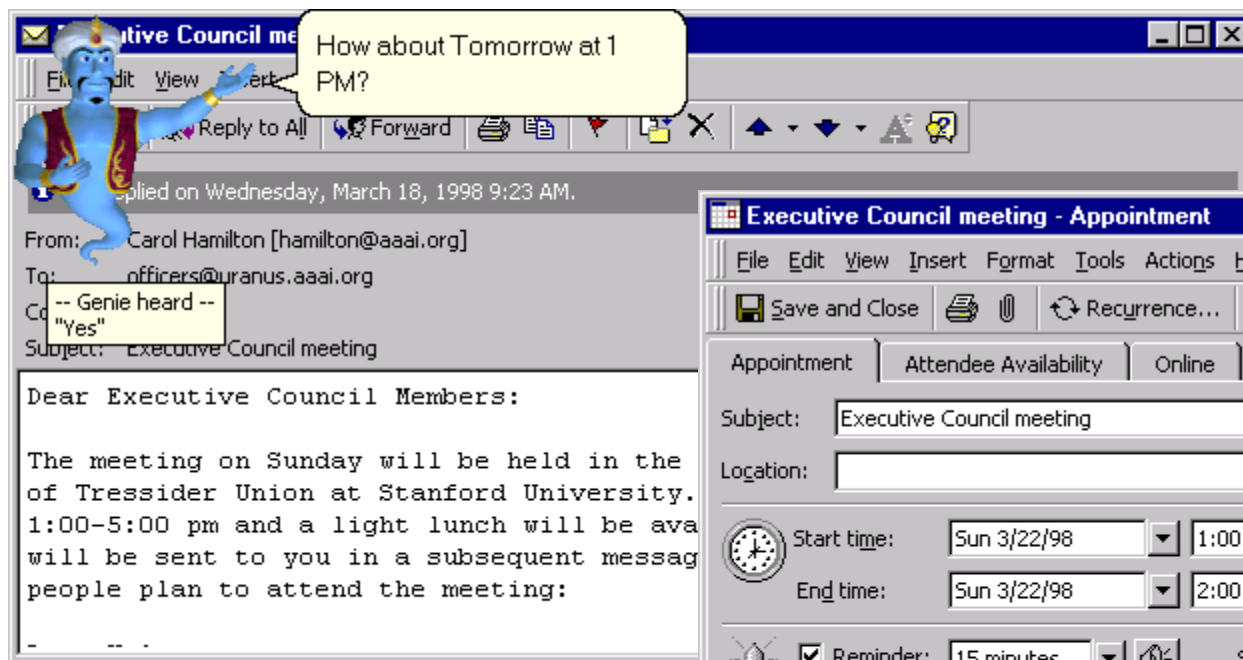 tive Council me
How about Tomorrow at 1
PM?
View
Reply to All Forward
plied on Wednesday, March 18, 1998 9:23 AM.
From: Carol Hamilton [hamilton@aaai.org]
To: officers@uranus.aaai.org
-- Genie heard --
"Yes"
Subject: Executive Council meeting
Dear Executive Council Members:
The meeting on Sunday will be held in the
of Tressider Union at Stanford University.
1:00-5:00 pm and a light lunch will be ava
will be sent to you in a subsequent messag
people plan to attend the meeting:
Executive Council meeting - Appointment
File Edit View Insert Format Tools Actions H
Save and Close Recurrence...
Appointment Attendee Availability Online
Subject: Executive Council meeting
Location:
Start time: Sun 3/22/98 1:00
End time: Sun 3/22/98 2:00
Reminder: 15 minutes